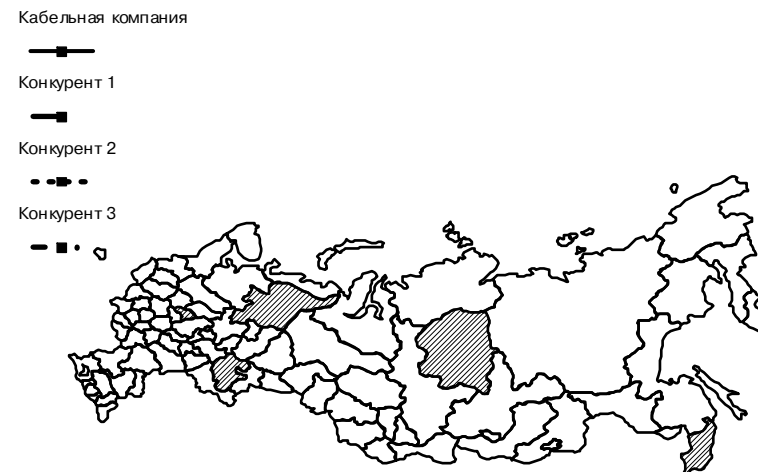 Кабельная компания
Конкурент 1
Конкурент 2
Конкурент 3